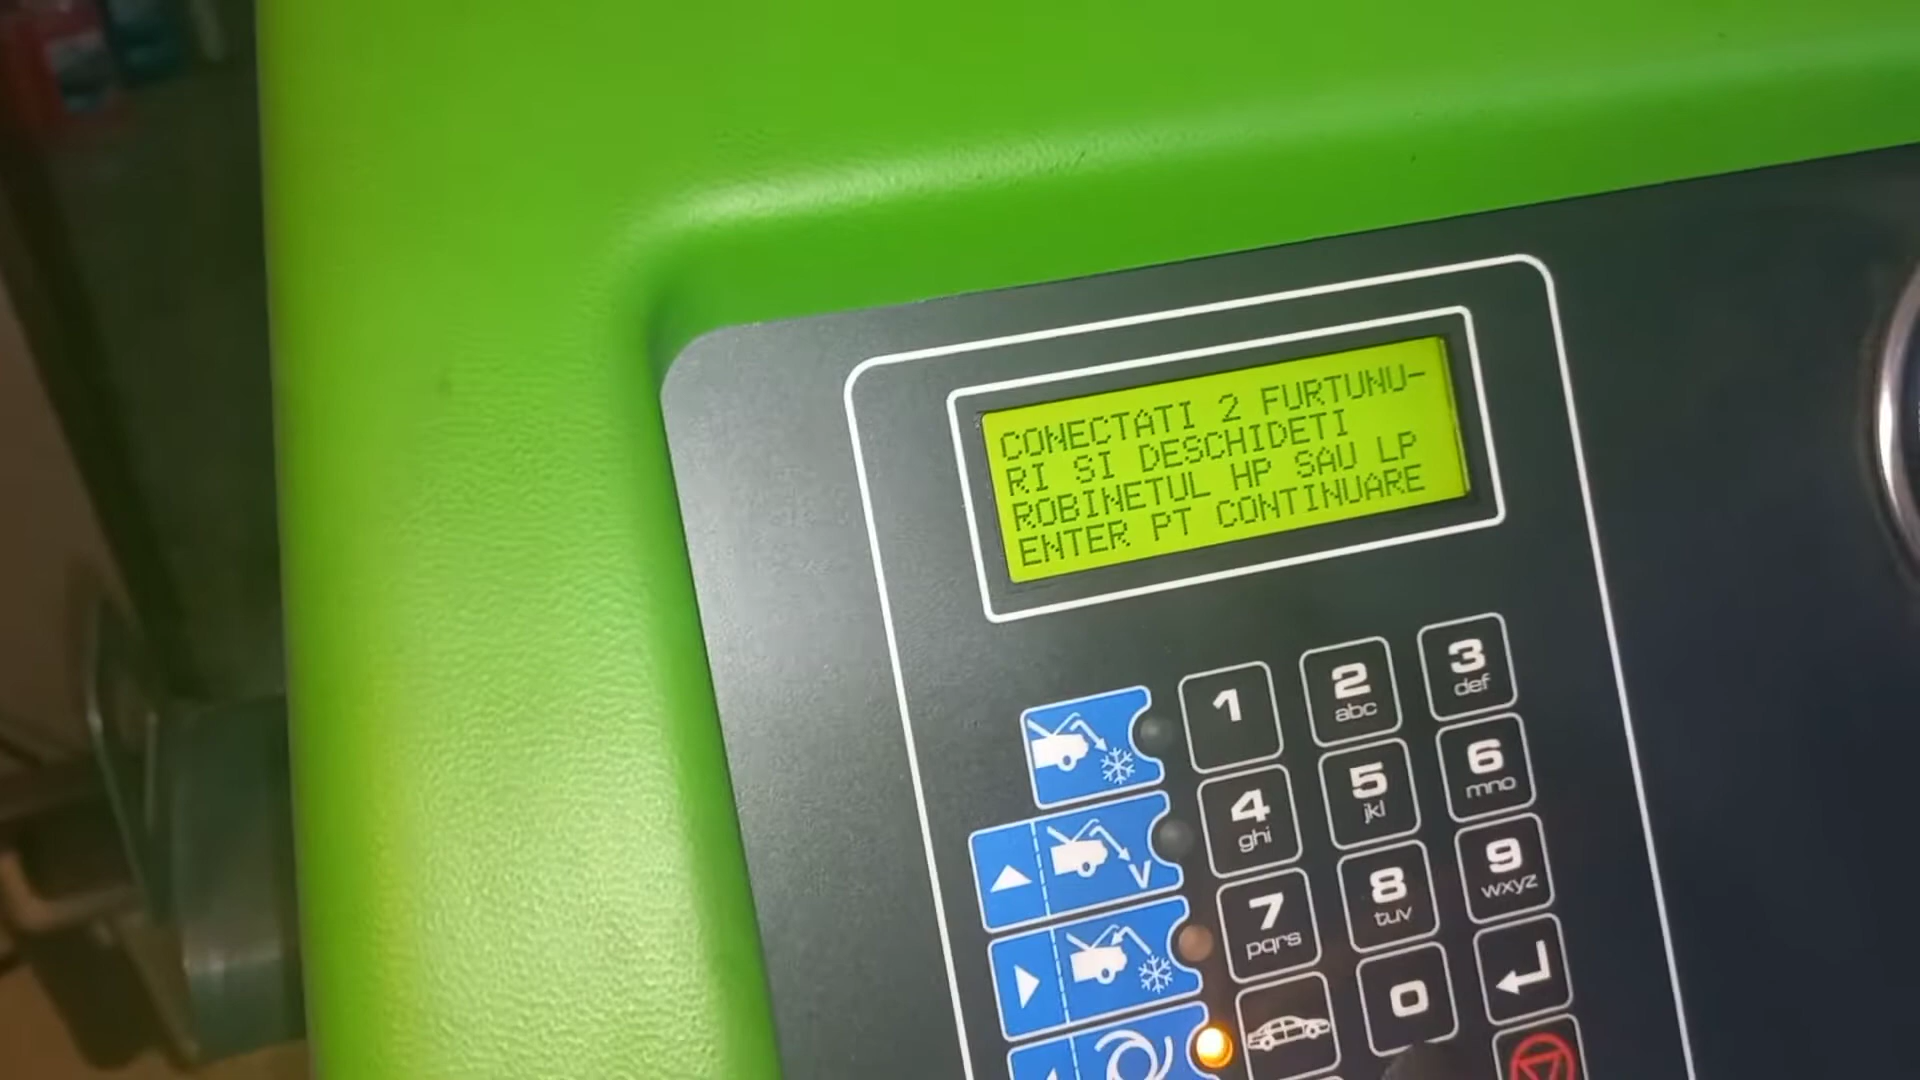 CONECTATI 2 FURTUNU-
RI SI DESCHIDETI
ROBINETUL HP SAU LP
ENTER PT CONTINUARE
1
2
abc
3
def
4
ghi
5
jkl
6
mno
V
7
pqrs
8
tuv
9
wxyz
0